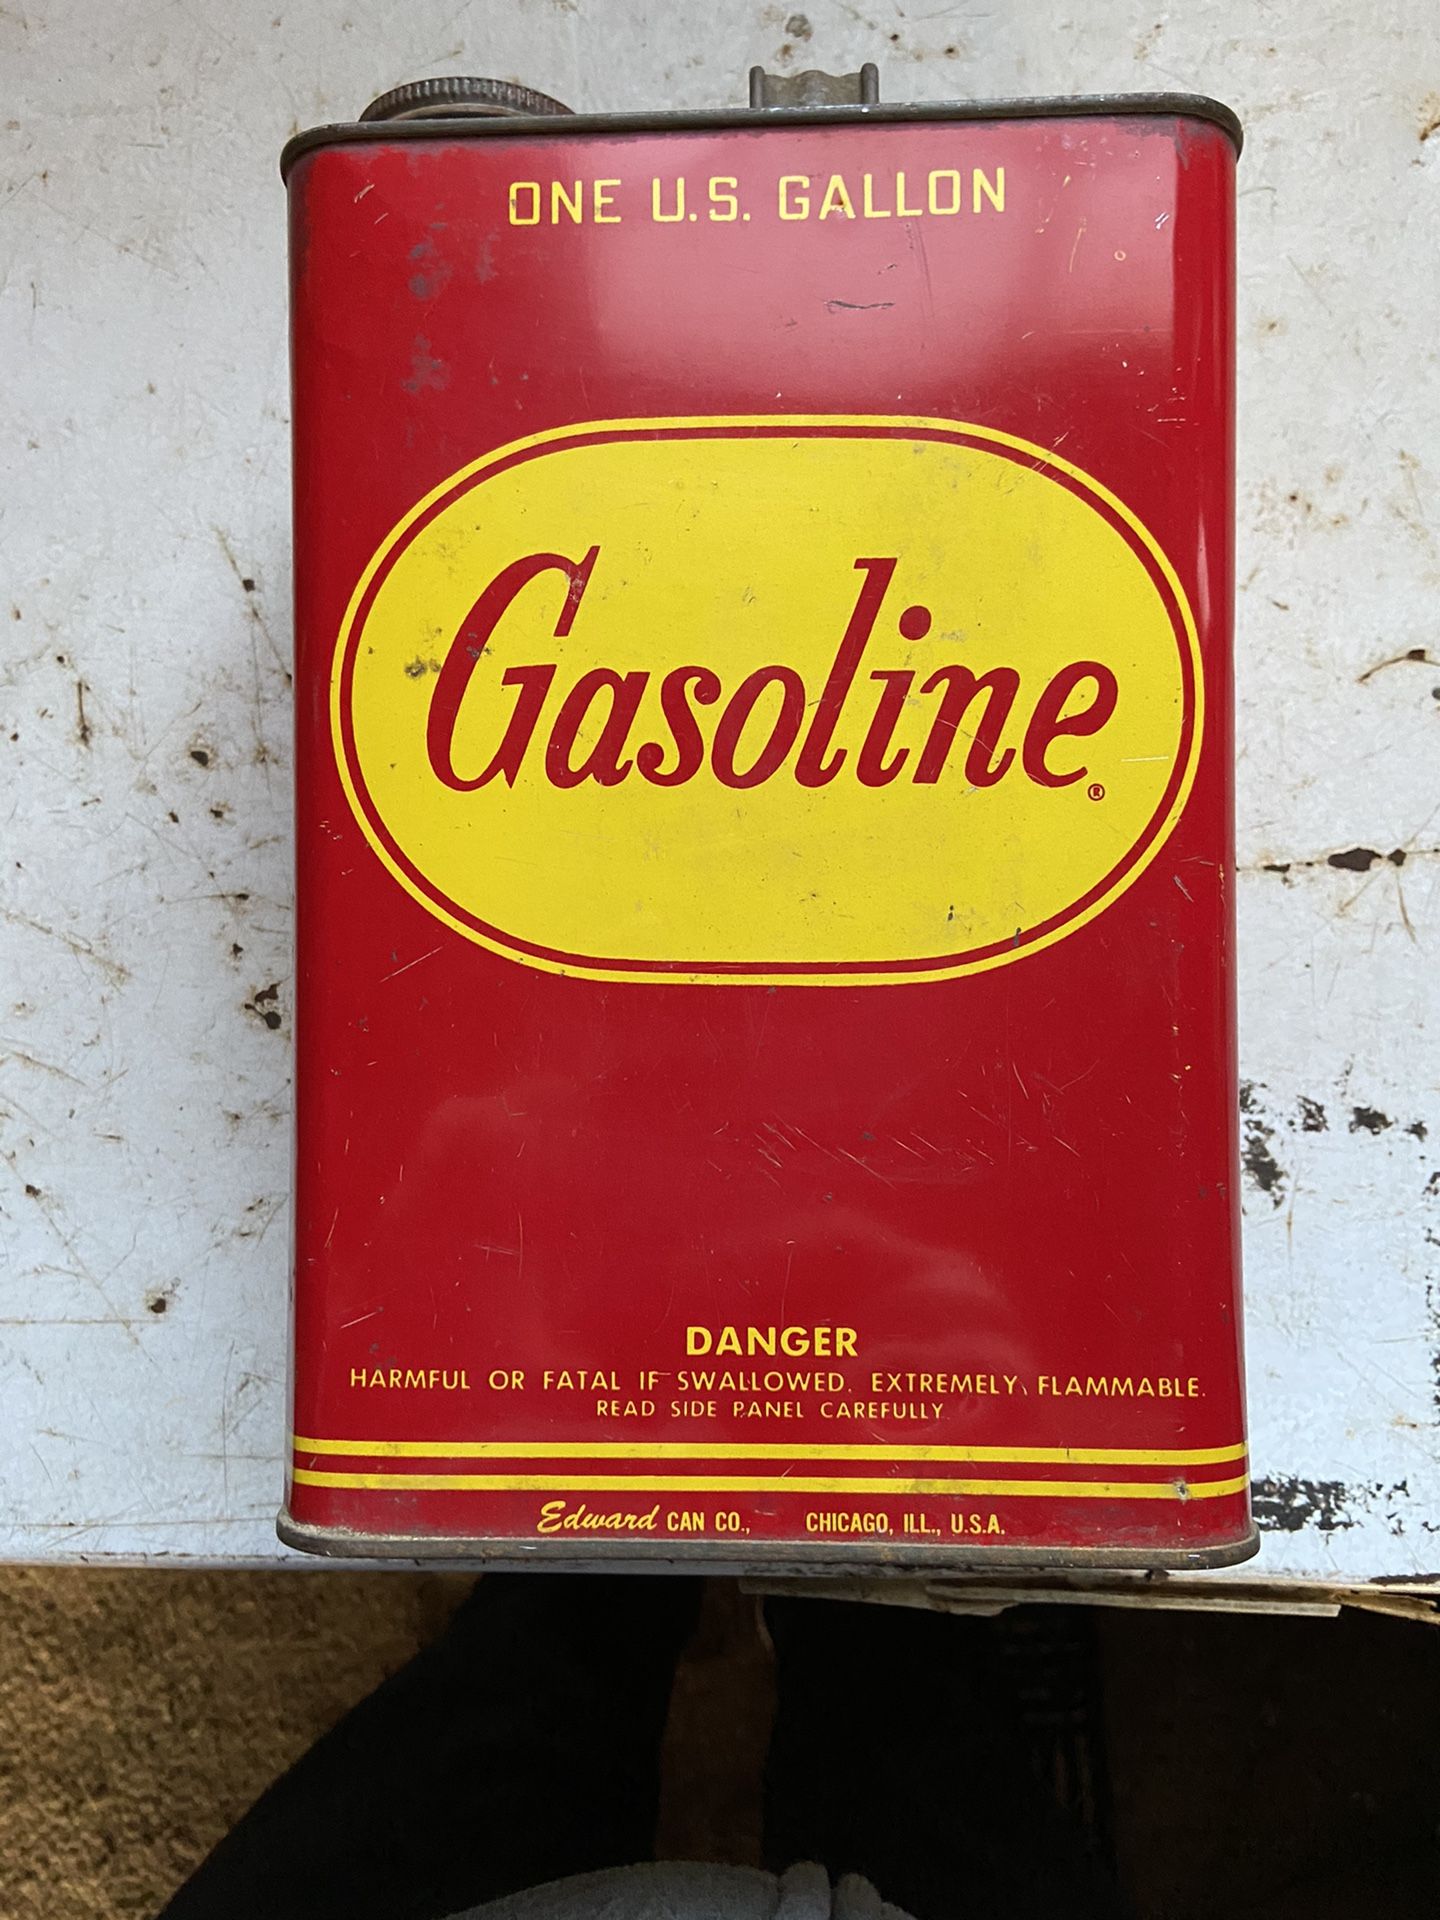 ONE U.S. GALLON
Gasoline®
DANGER
HARMFUL OR FATAL IF SWALLOWED. EXTREMELY FLAMMABLE.
READ SIDE PANEL CAREFULLY
Edward CAN CO., CHICAGO, ILL., U.S.A.